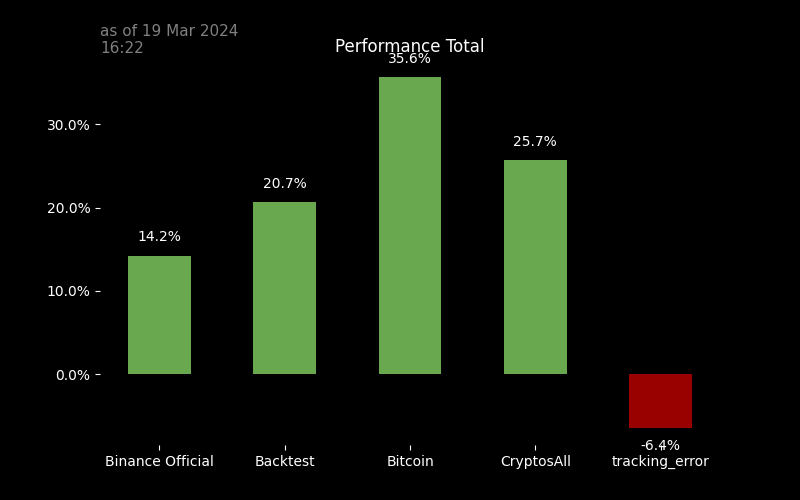 as of 19 Mar 2024
16:22
Performance Total
35.6%
30.0%
25.7%
20.7%
20.0%
14.2%
10.0%
0.0%
-6.4%
Binance Official
Backtest
Bitcoin
CryptosAll
tracking_error